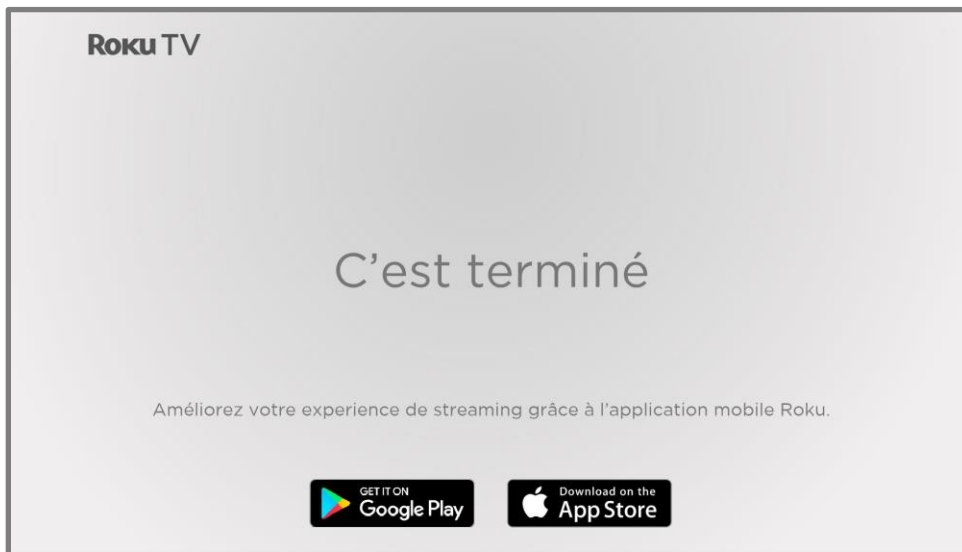 Roku TV
C'est terminé
Améliorez votre experience de streaming grâce à l'application mobile Roku.
GET IT ON
Google Play
Download on the
App Store